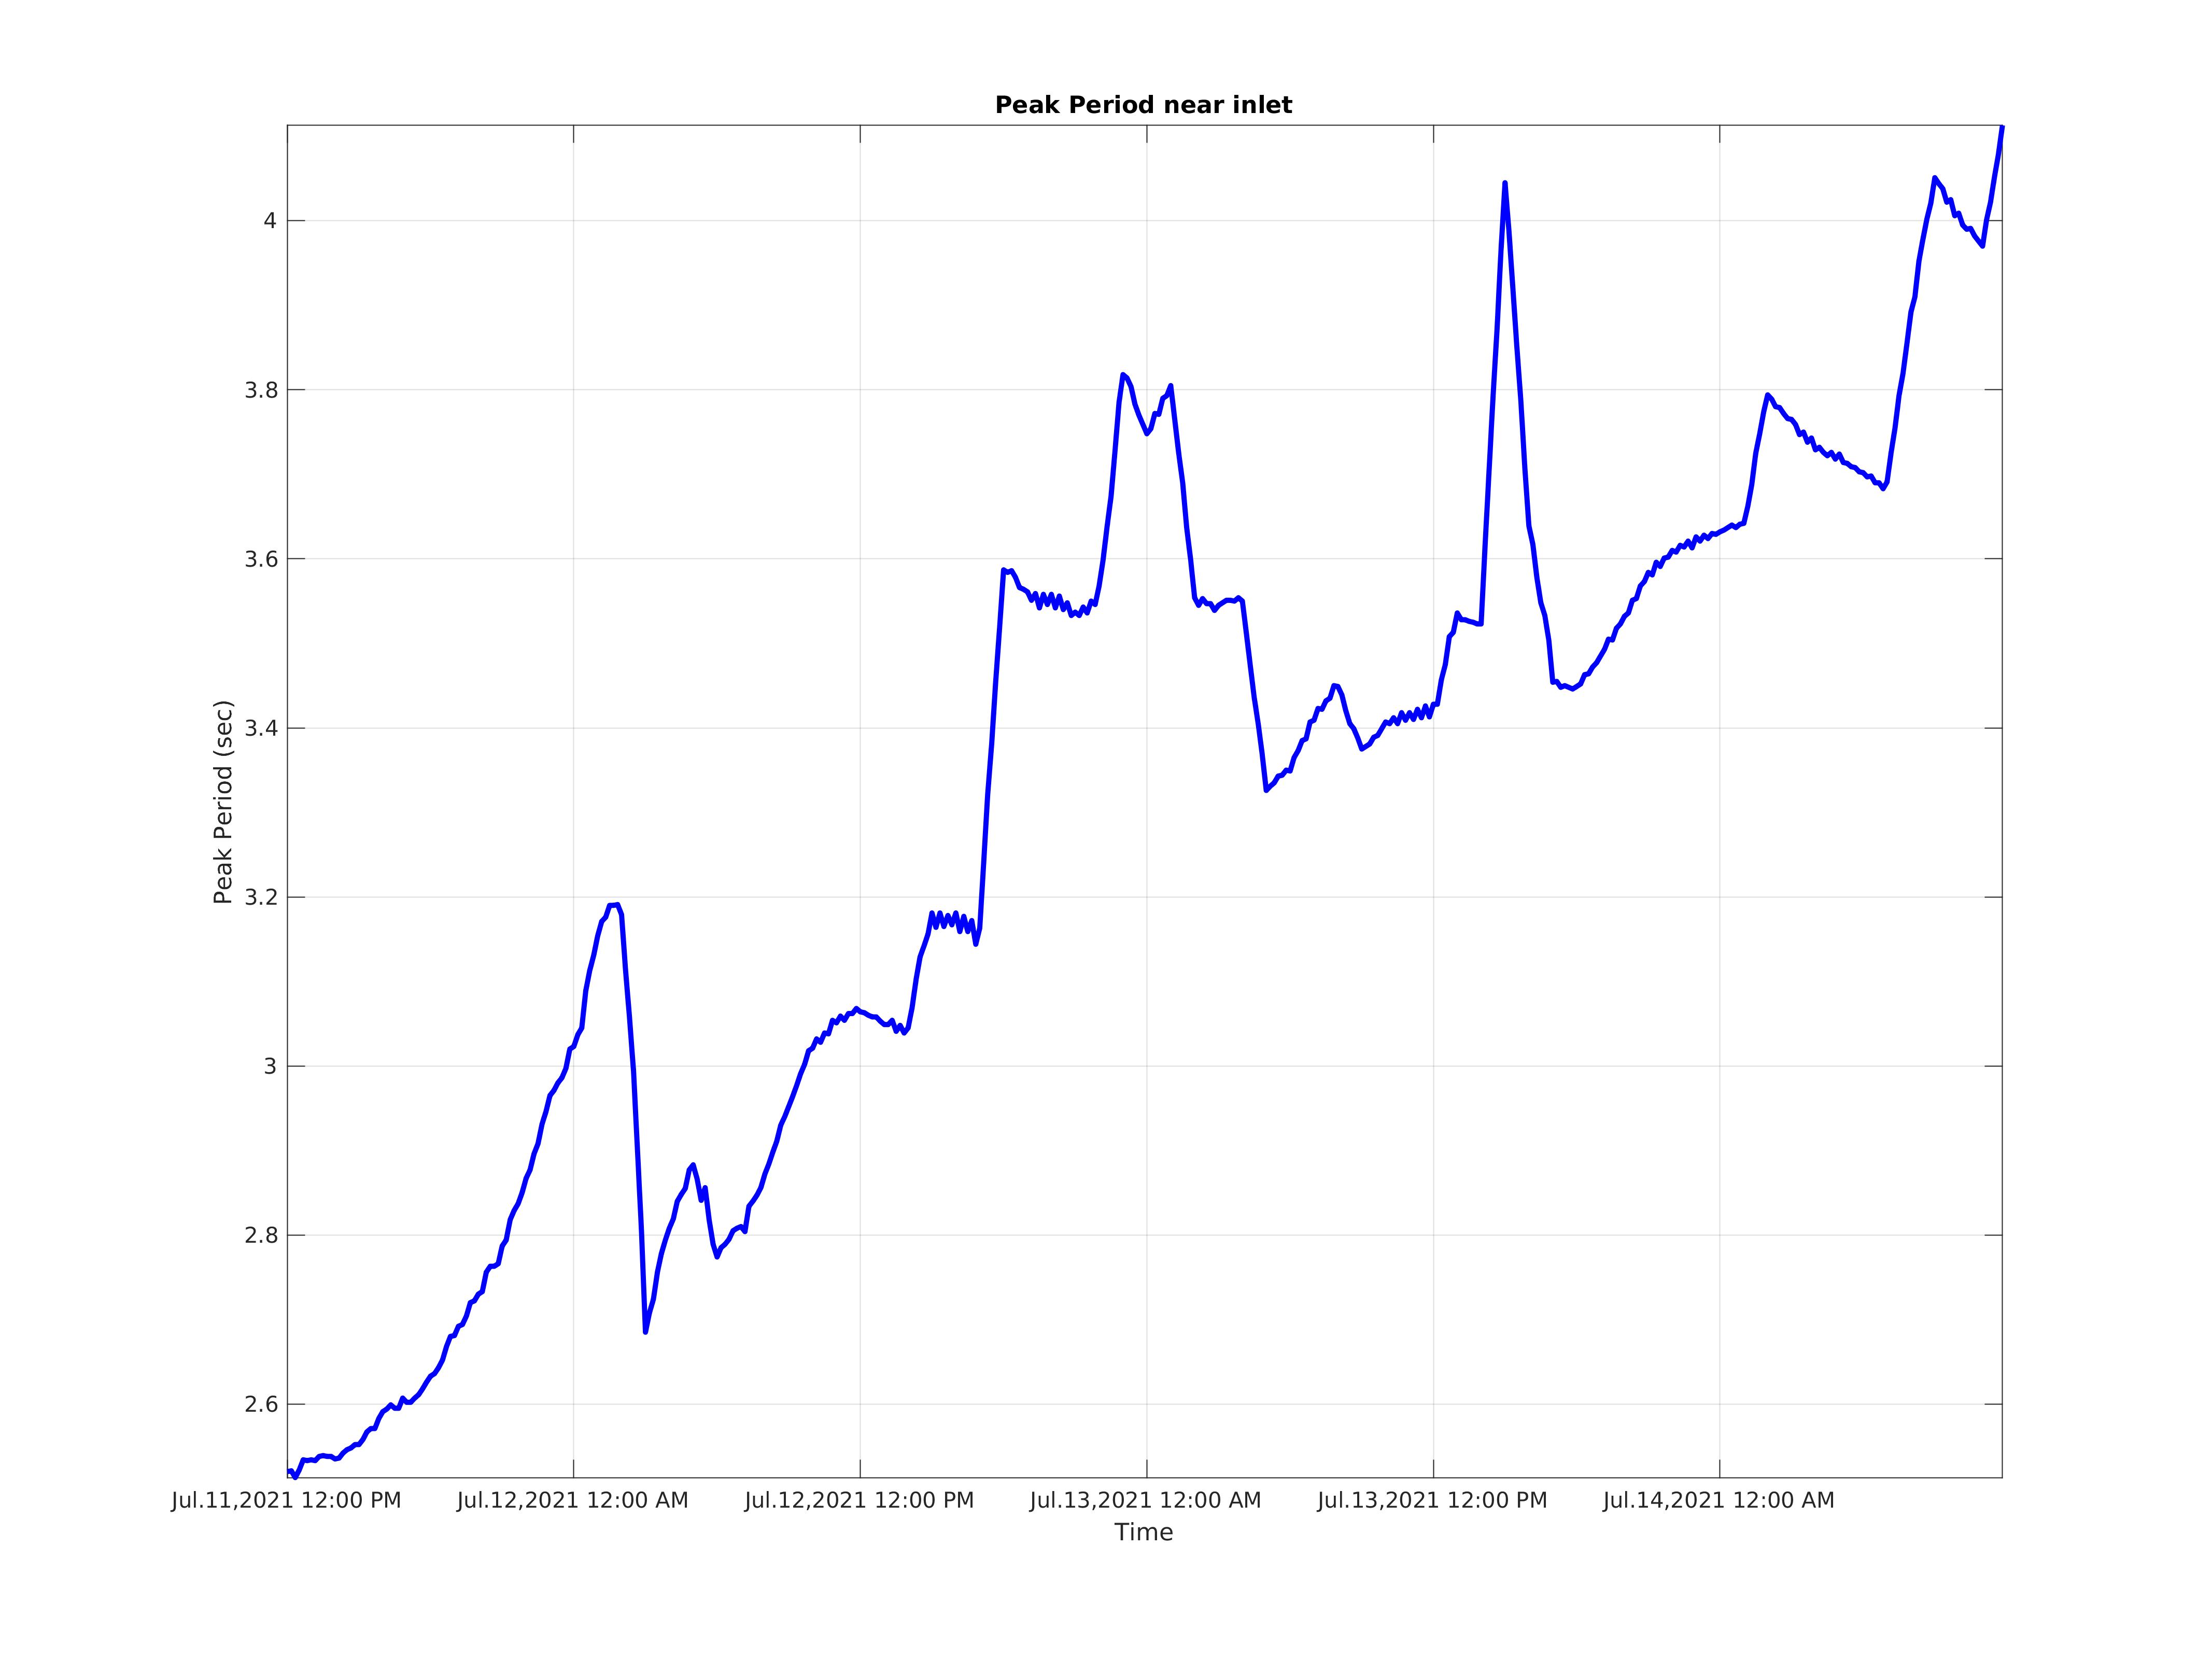 Peak Period near inlet
Peak Period (sec)
4
3.8
3.6
3.4
3.2
3
2.8
2.6
Jul.11,2021 12:00 PM
Jul.12,2021 12:00 AM
Jul.12,2021 12:00 PM
Jul.13,2021 12:00 AM
Jul.13,2021 12:00 PM
Jul.14,2021 12:00 AM
Time